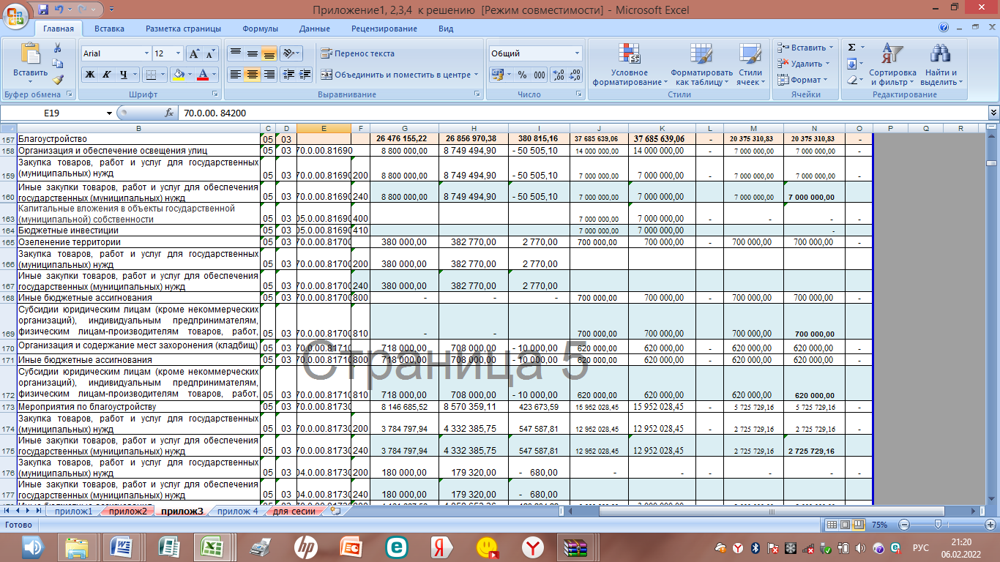 Приложение1, 2,3,4 к решению [Режим совместимости] - Microsoft Excel
Главная Вставка Разметка страницы Формулы Данные Рецензирование Вид
Вставить
Буфер обмена
Arial 12
Ж К Ч
Шрифт
Перенос текста
Объединить и поместить в центре
Выравнивание
Общий
% 000
Число
Условное форматирование
Форматировать как таблицу
Стили ячеек
Стили
Вставить
Удалить
Формат
Ячейки
Сортировка и фильтр
Найти и выделить
Редактирование
E19 fx 70.0.00. 84200
B C D E F G H I J K L M N O P Q R
157 Благоустройство 05 03 26 476 155,22 26 856 970,38 380 815,16 37 685 639,06 37 685 639,06 - 20 375 310,83 20 375 310,83 -
158 Организация и обеспечение освещения улиц 05 03 70.0.00.81690 8 800 000,00 8 749 494,90 - 50 505,10 14 000 000,00 14 000 000,00 - 7 000 000,00 7 000 000,00 -
Закупка товаров, работ и услуг для государственных
159 (муниципальных) нужд 05 03 70.0.00.81690 200 8 800 000,00 8 749 494,90 - 50 505,10 7 000 000,00 7 000 000,00 - 7 000 000,00 7 000 000,00 -
Иные закупки товаров, работ и услуг для обеспечения
160 государственных (муниципальных) нужд 05 03 70.0.00.81690 240 8 800 000,00 8 749 494,90 - 50 505,10 7 000 000,00 7 000 000,00 7 000 000,00 7 000 000,00
Капитальные вложения в объекты государственной
163 (муниципальной) собственности 05 03 05.0.00.81690 400 7 000 000,00 7 000 000,00 - - - -
164 Бюджетные инвестиции 05 03 05.0.00.81690 410 7 000 000,00 7 000 000,00 -
165 Озеленение территории 05 03 70.0.00.81700 380 000,00 382 770,00 2 770,00 700 000,00 700 000,00 - 700 000,00 700 000,00 -
Закупка товаров, работ и услуг для государственных
166 (муниципальных) нужд 05 03 70.0.00.81700 200 380 000,00 382 770,00 2 770,00
Иные закупки товаров, работ и услуг для обеспечения
167 государственных (муниципальных) нужд 05 03 70.0.00.81700 240 380 000,00 382 770,00 2 770,00
168 Иные бюджетные ассигнования 05 03 70.0.00.81700 800 - - - 700 000,00 700 000,00 - 700 000,00 700 000,00 -
Субсидии юридическим лицам (кроме некоммерческих
организаций), индивидуальным предпринимателям,
169 физическим лицам-производителям товаров, работ, 05 03 70.0.00.81700 810 - - 700 000,00 700 000,00 700 000,00 700 000,00
170 Организация и содержание мест захоронения (кладбищ) 05 03 70.0.00.81710 718 000,00 708 000,00 - 10 000,00 620 000,00 620 000,00 - 620 000,00 620 000,00 -
171 Иные бюджетные ассигнования 05 03 70.0.00.81710 800 718 000,00 708 000,00 - 10 000,00 620 000,00 620 000,00 - 620 000,00 620 000,00 -
Страница 5
Субсидии юридическим лицам (кроме некоммерческих
организаций), индивидуальным предпринимателям,
172 физическим лицам-производителям товаров, работ, 05 03 70.0.00.81710 810 718 000,00 708 000,00 - 10 000,00 620 000,00 620 000,00 620 000,00 620 000,00
173 Мероприятия по благоустройству 05 03 70.0.00.81730 8 146 685,52 8 570 359,11 423 673,59 15 952 028,45 15 952 028,45 - 5 725 729,16 5 725 729,16 -
Закупка товаров, работ и услуг для государственных
174 (муниципальных) нужд 05 03 70.0.00.81730 200 3 784 797,94 4 332 385,75 547 587,81 12 952 028,45 12 952 028,45 - 2 725 729,16 2 725 729,16 -
Иные закупки товаров, работ и услуг для обеспечения
175 государственных (муниципальных) нужд 05 03 70.0.00.81730 240 3 784 797,94 4 332 385,75 547 587,81 12 952 028,45 12 952 028,45 2 725 729,16 2 725 729,16
Закупка товаров, работ и услуг для государственных
176 (муниципальных) нужд 05 03 04.0.00.81730 200 180 000,00 179 320,00 - 680,00 - - - - - -
Иные закупки товаров, работ и услуг для обеспечения
177 государственных (муниципальных) нужд 05 03 04.0.00.81730 240 180 000,00 179 320,00 - 680,00
прилож1 прилож2 прилож3 прилож 4 для сесии
Готово 75%
РУС 21:20
06.02.2022